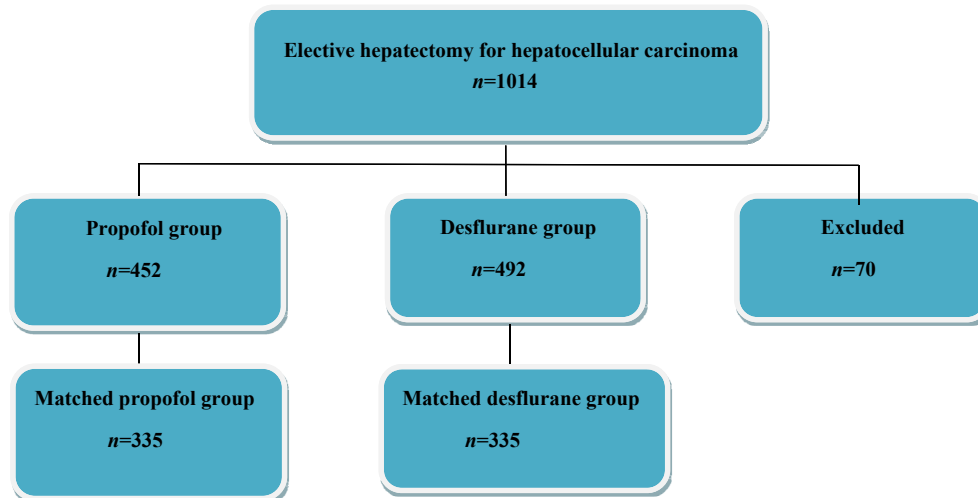 Elective hepatectomy for hepatocellular carcinoma
n=1014
Propofol group
n=452
Desflurane group
n=492
Excluded
n=70
Matched propofol group
n=335
Matched desflurane group
n=335